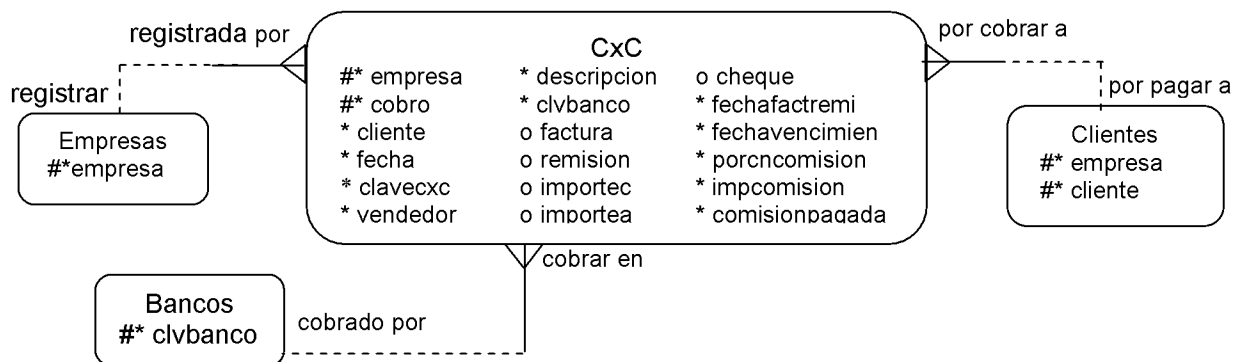 registrada por
por cobrar a
CxC
#* empresa * descripcion o cheque
#* cobro * clvbanco * fechafactremi
* cliente o factura * fechavencimien
* fecha o remision * porcncomision
* clavecxc o importec * impcomision
* vendedor o importea * comisionpagada
registrar
por pagar a
Empresas
#*empresa
Clientes
#* empresa
#* cliente
cobrar en
Bancos
#* clvbanco
cobrado por